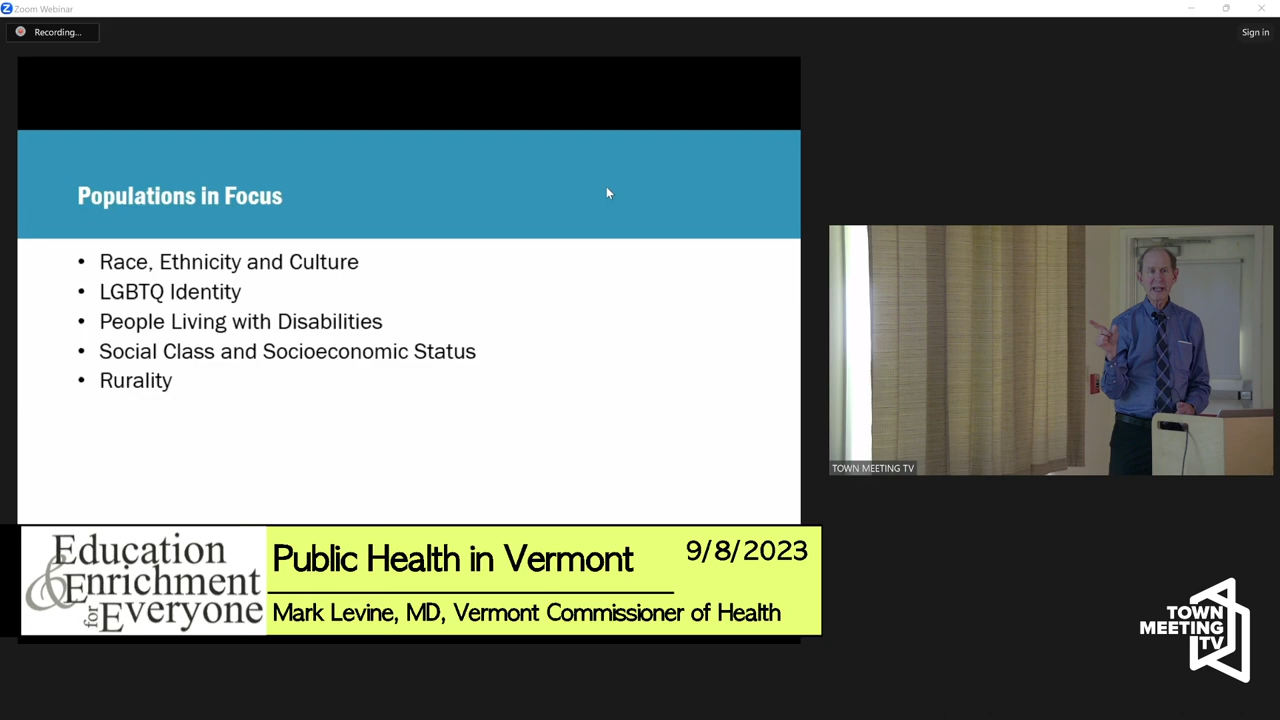 Zoom Webinar
Recording...
Sign in
Populations in Focus
• Race, Ethnicity and Culture
• LGBTQ Identity
• People Living with Disabilities
• Social Class and Socioeconomic Status
• Rurality
TOWN MEETING TV
Education
& Enrichment
for Everyone
Public Health in Vermont
9/8/2023
Mark Levine, MD, Vermont Commissioner of Health
TOWN
MEETING
TV